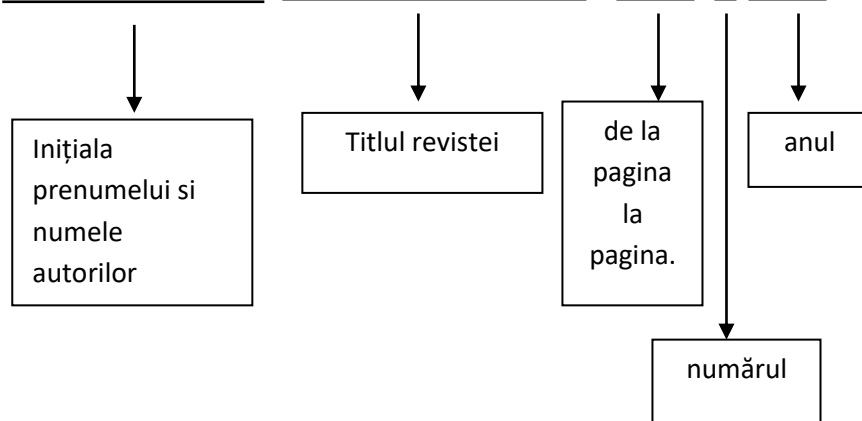 Inițiala
prenumelui si
numele
autorilor
Titlul revistei
de la
pagina
la
pagina.
anul
numărul